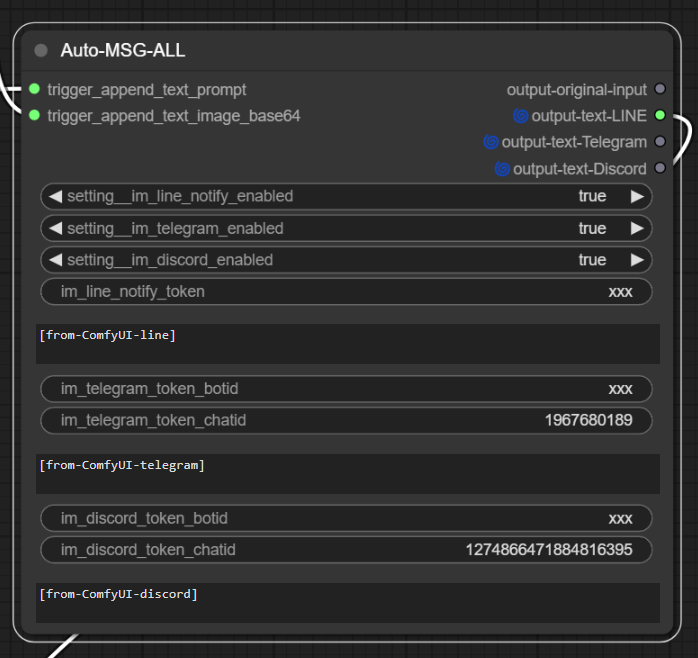 Auto-MSG-ALL
trigger_append_text_prompt output-original-input
trigger_append_text_image_base64 output-text-LINE
output-text-Telegram
output-text-Discord
setting__im_line_notify_enabled true
setting__im_telegram_enabled true
setting__im_discord_enabled true
im_line_notify_token xxx
[from-ComfyUI-line]
im_telegram_token_botid xxx
im_telegram_token_chatid 1967680189
[from-ComfyUI-telegram]
im_discord_token_botid xxx
im_discord_token_chatid 1274866471884816395
[from-ComfyUI-discord]